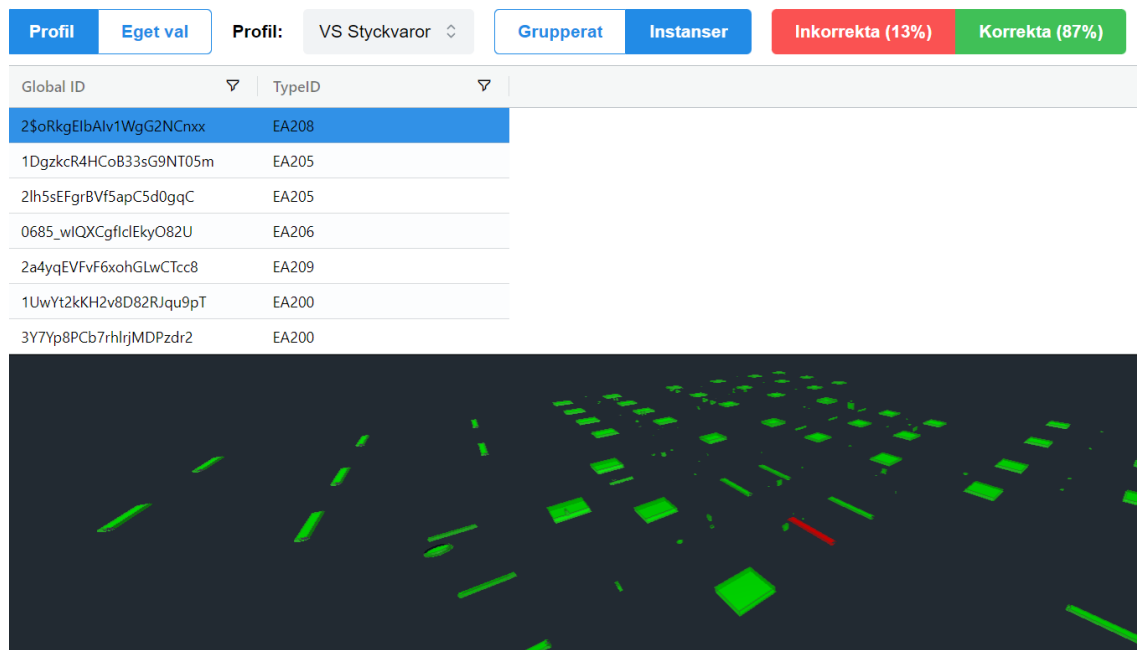 Profil Eget val Profil: VS Styckvaror Grupperat Instanser Inkorrekta (13%) Korrekta (87%)
Global ID TypeID
2$oRkgEIbAIv1WgG2NCnxx EA208
1DgzkcR4HCoB33sG9NT05m EA205
2lh5sEFgrBVf5apC5d0gqC EA205
0685_wIQXCgfIclEkyO82U EA206
2a4yqEVFvF6xohGLwCTcc8 EA209
1UwYt2kKH2v8D82RJqu9pT EA200
3Y7Yp8PCb7rhlrjMDPzdr2 EA200